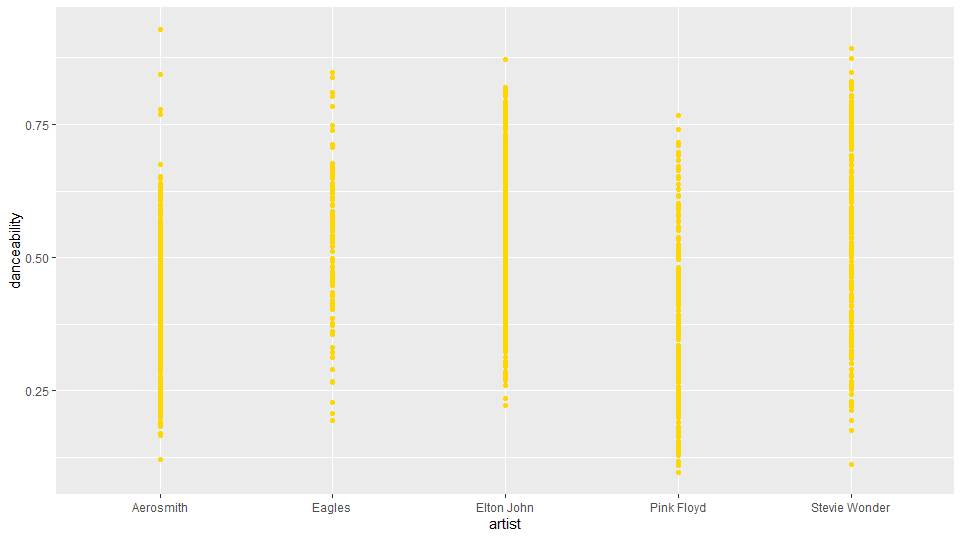 danceability
0.75
0.50
0.25
Aerosmith Eagles Elton John Pink Floyd Stevie Wonder
artist